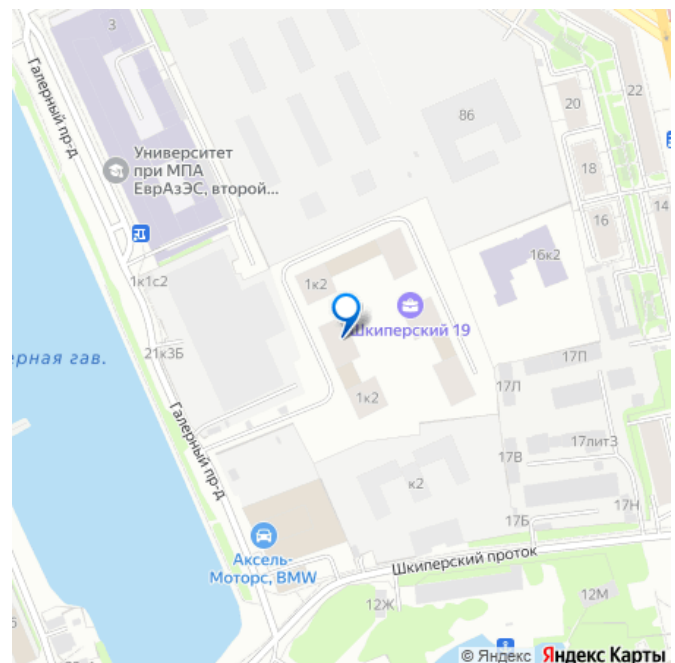 3
Галерный пр-д
22
20
86
Университет
при МПА
ЕврАзЭС, второй...
18
14
16
16к2
1к1с2
1к2
Шкиперский 19
ерная гав.
21к3Б
17П
17Л
1к2
Галерный пр-д
17литЗ
17В
к2
17Н
17Б
Аксель-
Моторс, BMW
Шкиперский проток
12Ж
12М
© Яндекс Яндекс Карты